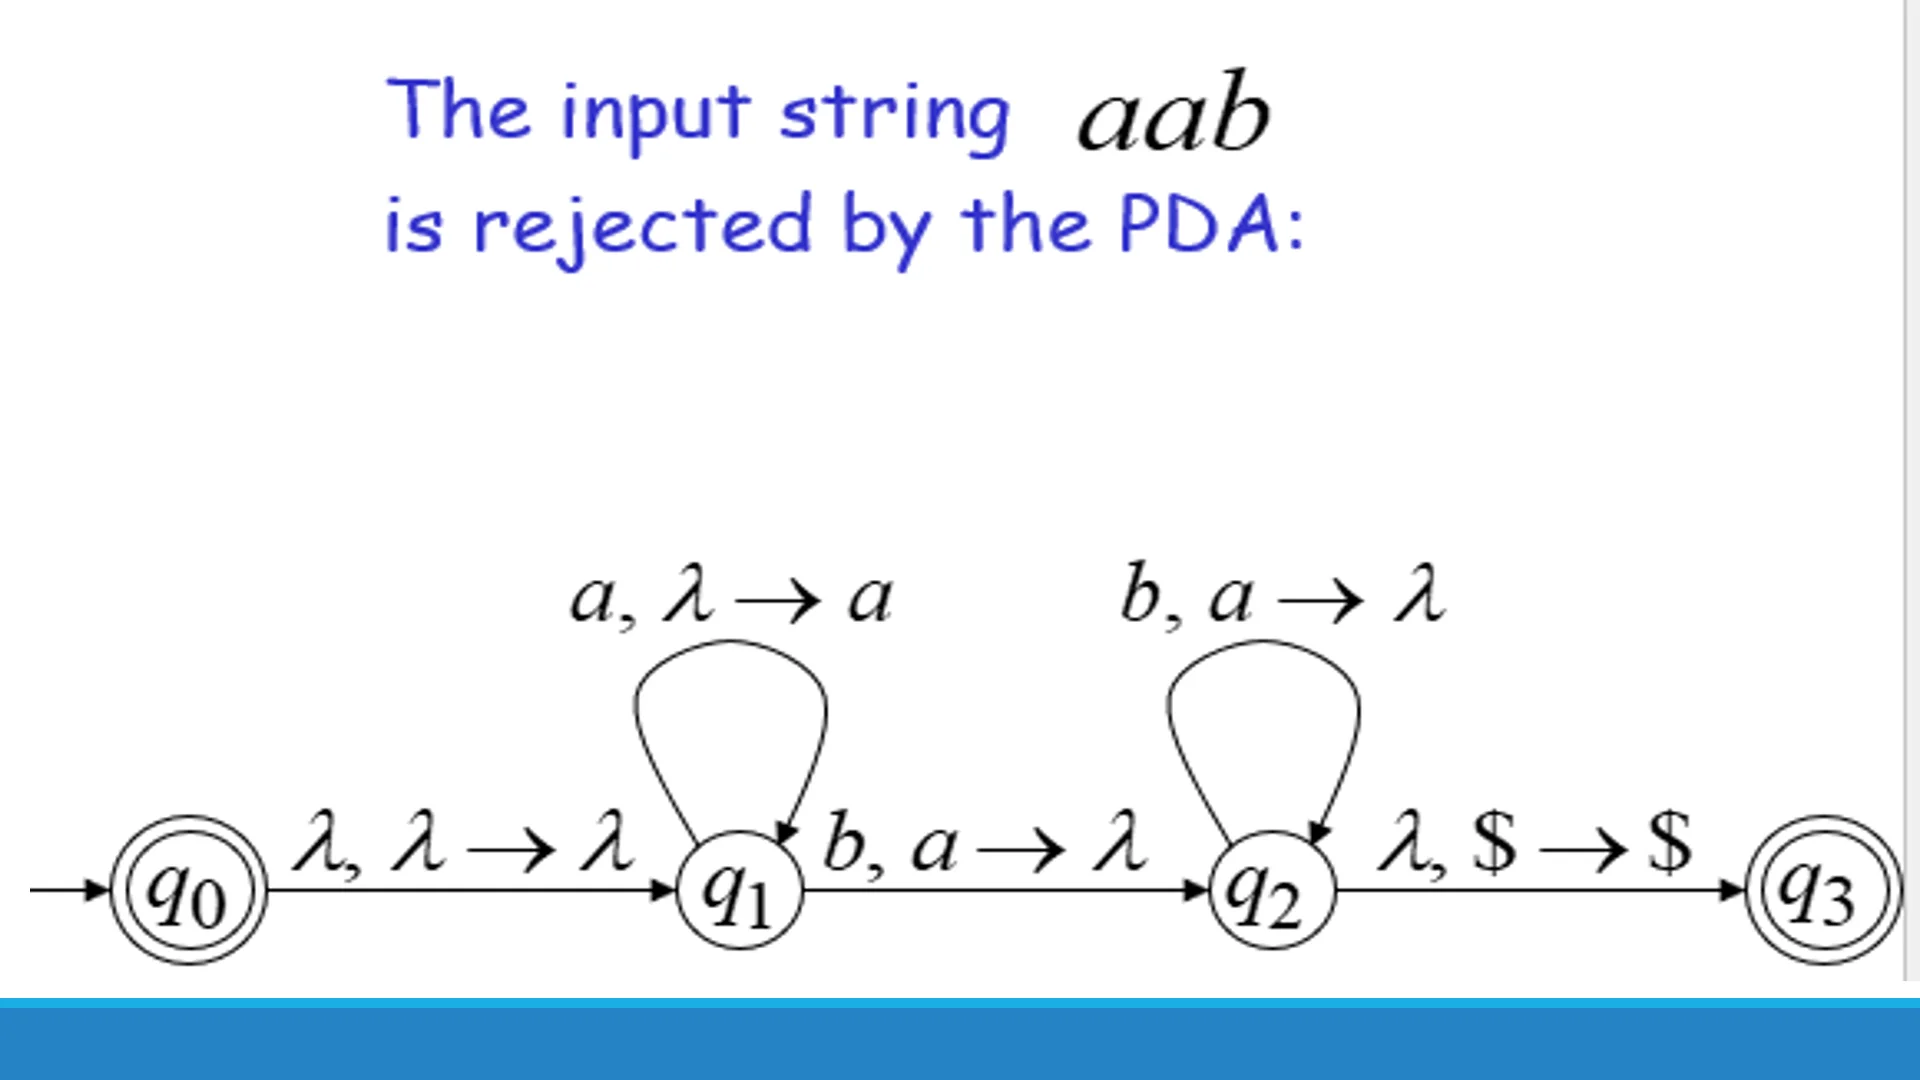 The input string aab
is rejected by the PDA:
a, λ → a
b, a → λ
λ, λ → λ
b, a → λ
λ, $ → $
q0
q1
q2
q3